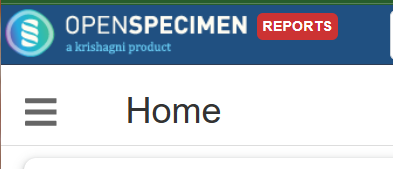 OPENSPECIMEN REPORTS
a krishagni product
Home